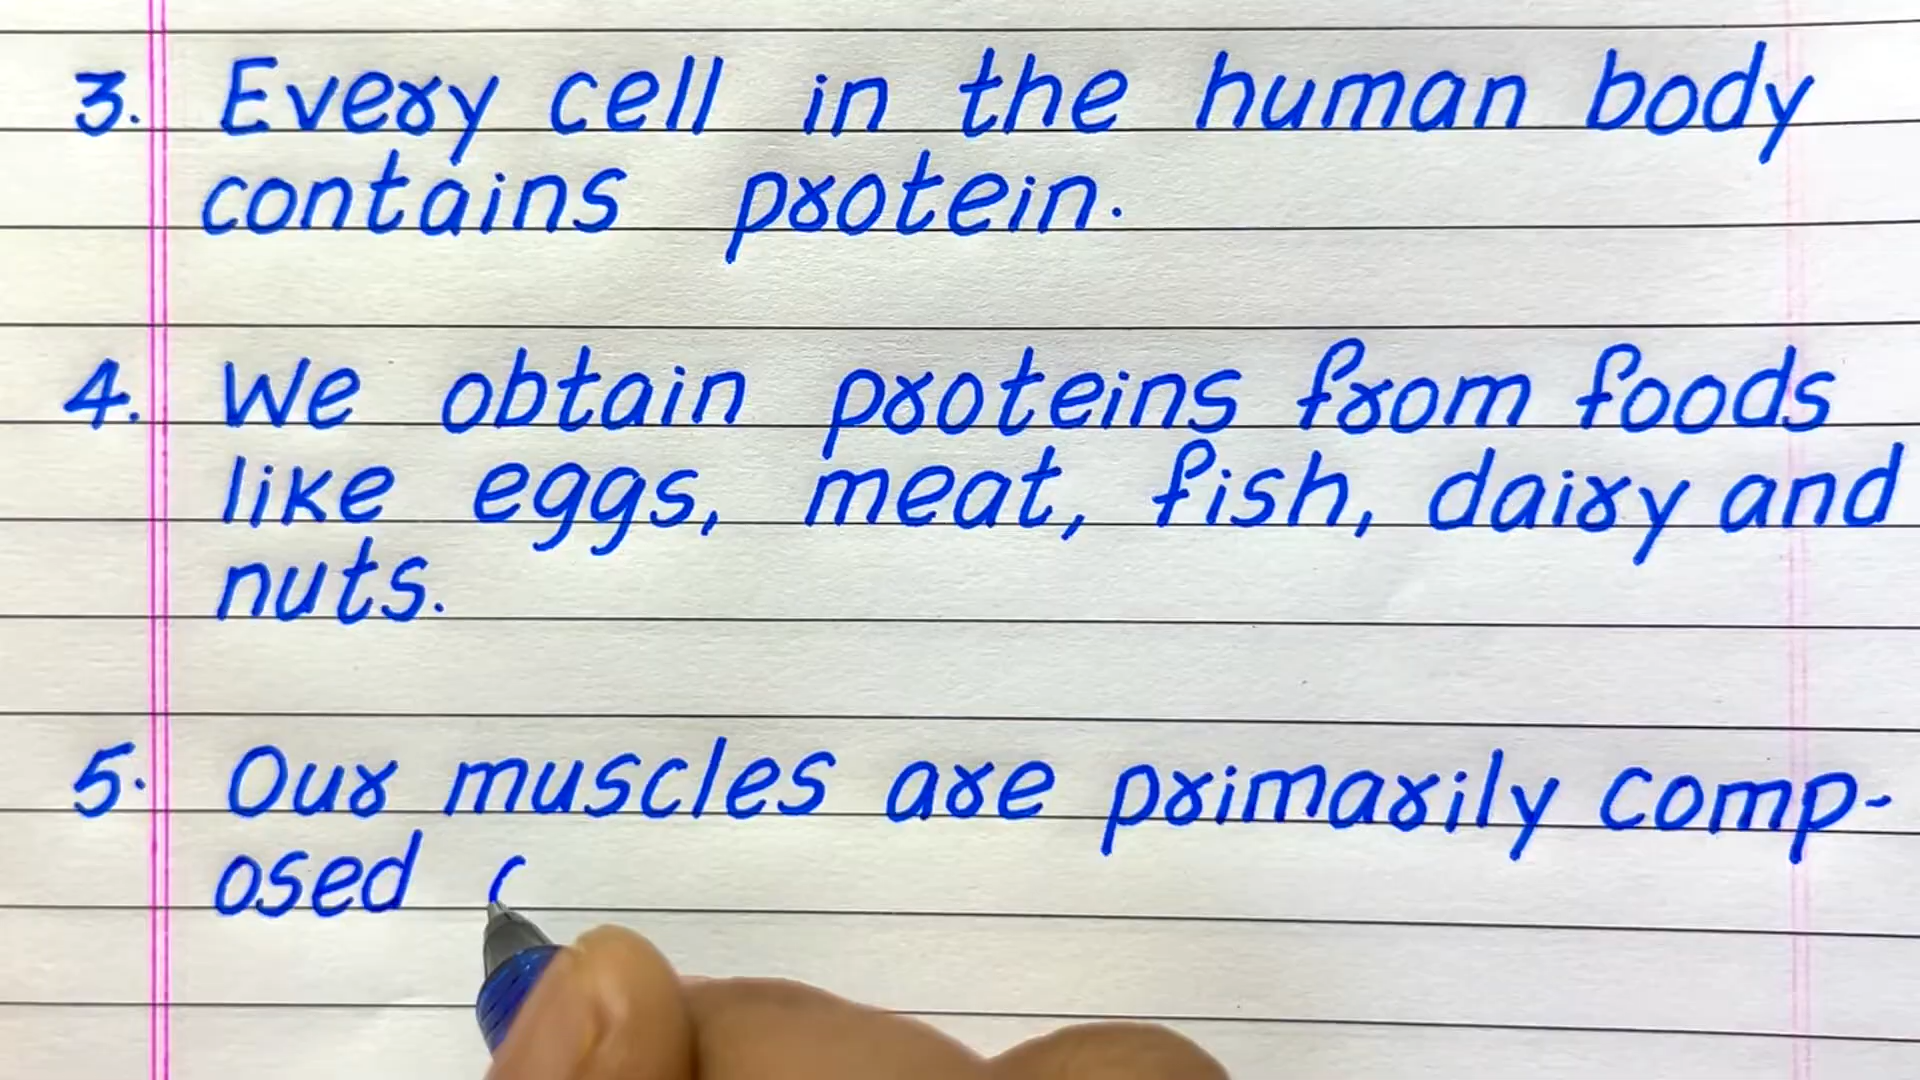 3. Every cell in the human body
contains protein.
4. We obtain proteins from foods
like eggs, meat, fish, dairy and
nuts.
5. Our muscles are primarily comp-
osed